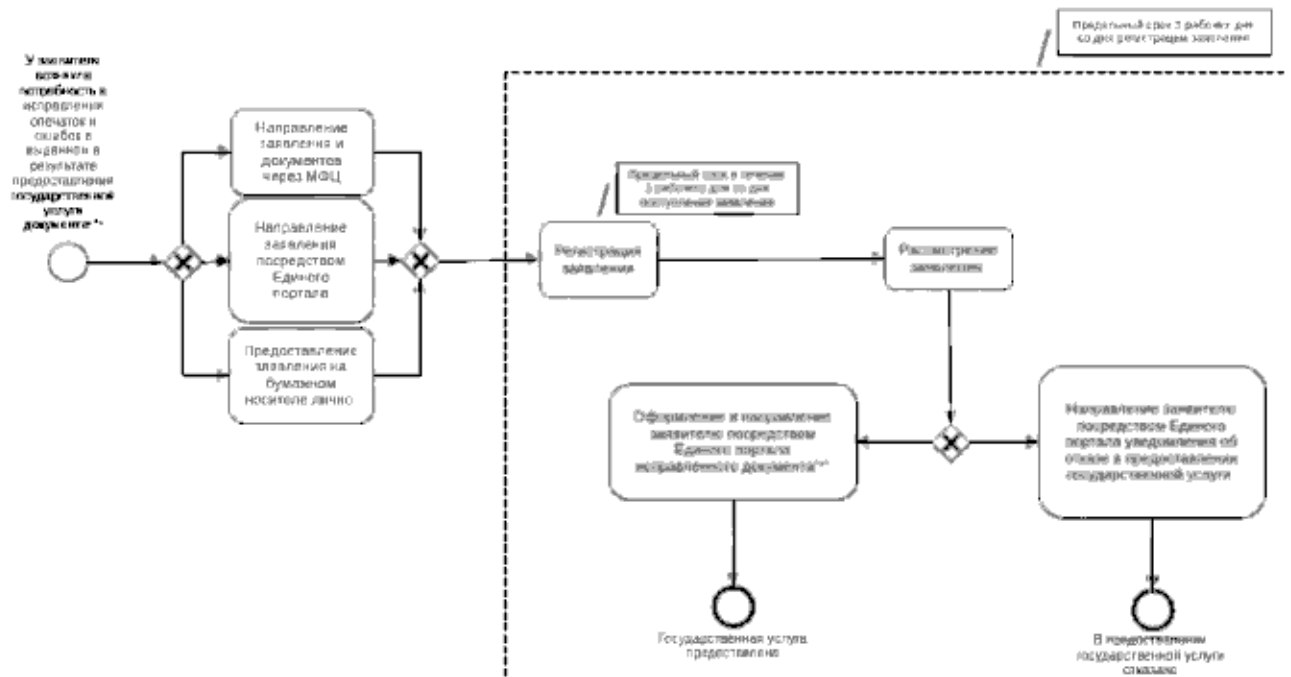 Предельный срок 3 рабочих дня
со дня регистрации заявления
У заявителя
возникла
потребность в
исправлении
опечаток и
ошибок в
выданном в
результате
предоставления
государственной
услуги
документе**
Направление
заявления и
документов
через МФЦ
Направление
заявления
посредством
Единого
портала
Предоставление
заявления на
бумажном
носителе лично
Предельный срок в течение
1 рабочего дня со дня
поступления заявления
Регистрация
заявления
Рассмотрение
заявления
Оформление и направление
заявителю посредством
Единого портала
исправленного документа***
Направление заявителю
посредством Единого
портала уведомления об
отказе в предоставлении
государственной услуги
Государственная услуга
предоставлена
В предоставлении
государственной услуги
отказано